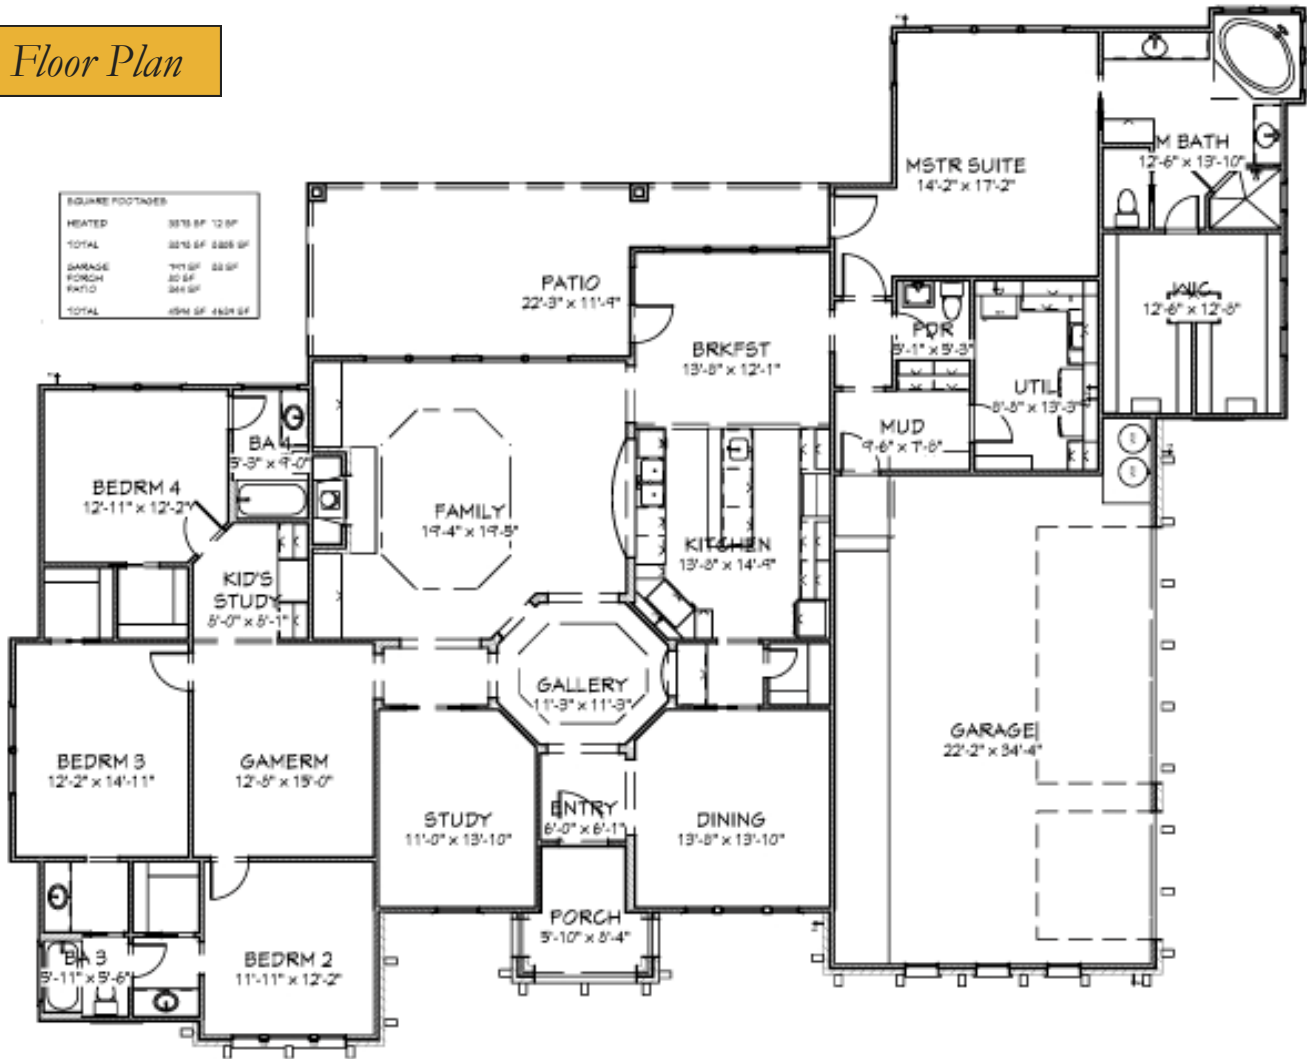 Floor Plan
SQUARE FOOTAGES
HEATED
TOTAL
GARAGE
PORCH
PATIO
TOTAL
MSTR SUITE
14'-2" x 17'-2"
M BATH
12'-6" x 13'-10"
WIC
PATIO
22'-3" x 11'-9"
BRKFST
13'-8" x 12'-1"
PDR
5'-1" x 5'-3"
UTIL
8'-8" x 13'-3"
MUD
9'-6" x 7'-8"
BA 4
5'-3" x 9'-0"
BEDRM 4
12'-11" x 12'-2"
FAMILY
19'-4" x 19'-5"
KITCHEN
13'-8" x 14'-9"
KID'S
STUDY
8'-0" x 8'-1"
GALLERY
11'-3" x 11'-3"
GARAGE
22'-2" x 34'-4"
BEDRM 3
12'-2" x 14'-11"
GAMERM
12'-8" x 15'-0"
STUDY
11'-0" x 13'-10"
ENTRY
6'-0" x 6'-1"
DINING
13'-8" x 13'-10"
PORCH
5'-10" x 8'-4"
BA 3
5'-11" x 5'-6"
BEDRM 2
11'-11" x 12'-2"